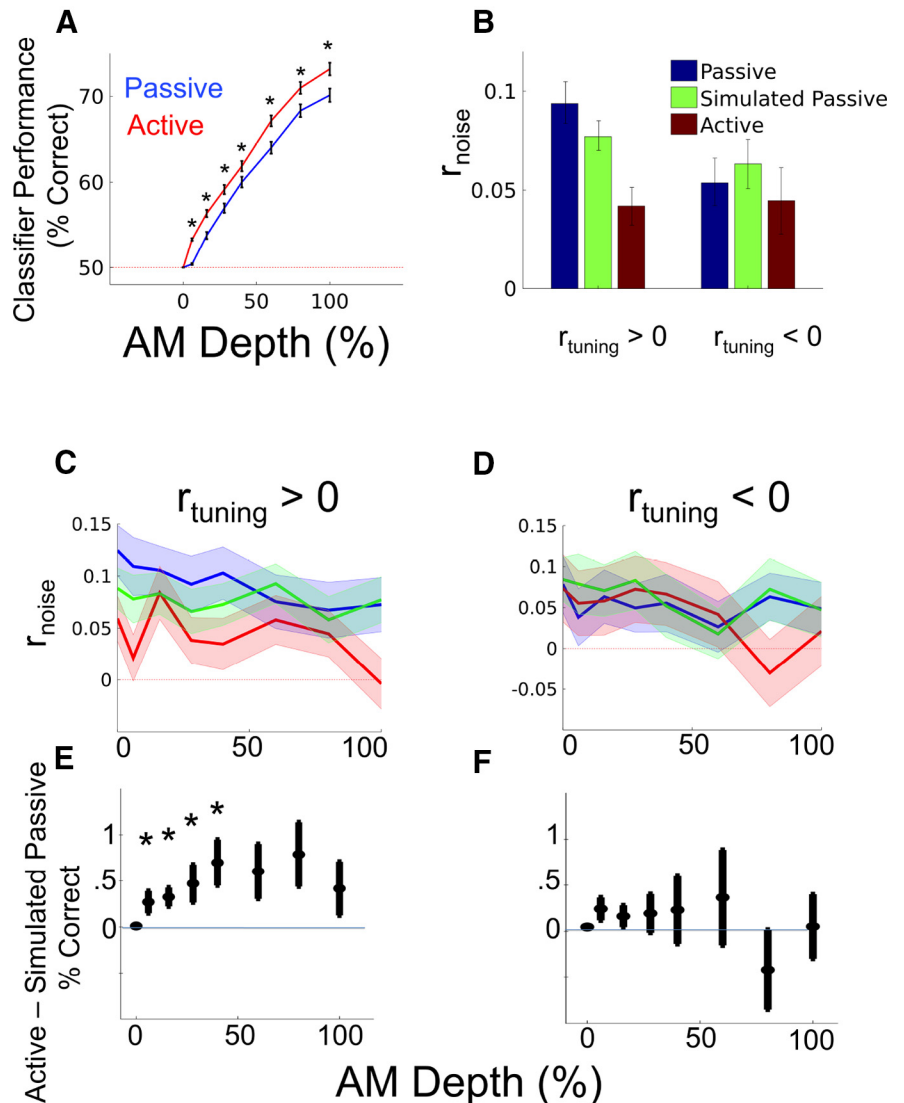 A
Classifier Performance
(% Correct)
Passive
Active
* * * * * * *
70
60
50
0 50 100
AM Depth (%)
B
r noise
0.1
0.05
0
Passive
Simulated Passive
Active
r tuning > 0
r tuning < 0
C
r tuning > 0
r noise
0.15
0.1
0.05
0
0 50 100
D
r tuning < 0
0.15
0.1
0.05
0
-0.05
0 50 100
E
Active – Simulated Passive
% Correct
* * * *
1
.5
0
0 50 100
F
1
.5
0
0 50 100
AM Depth (%)